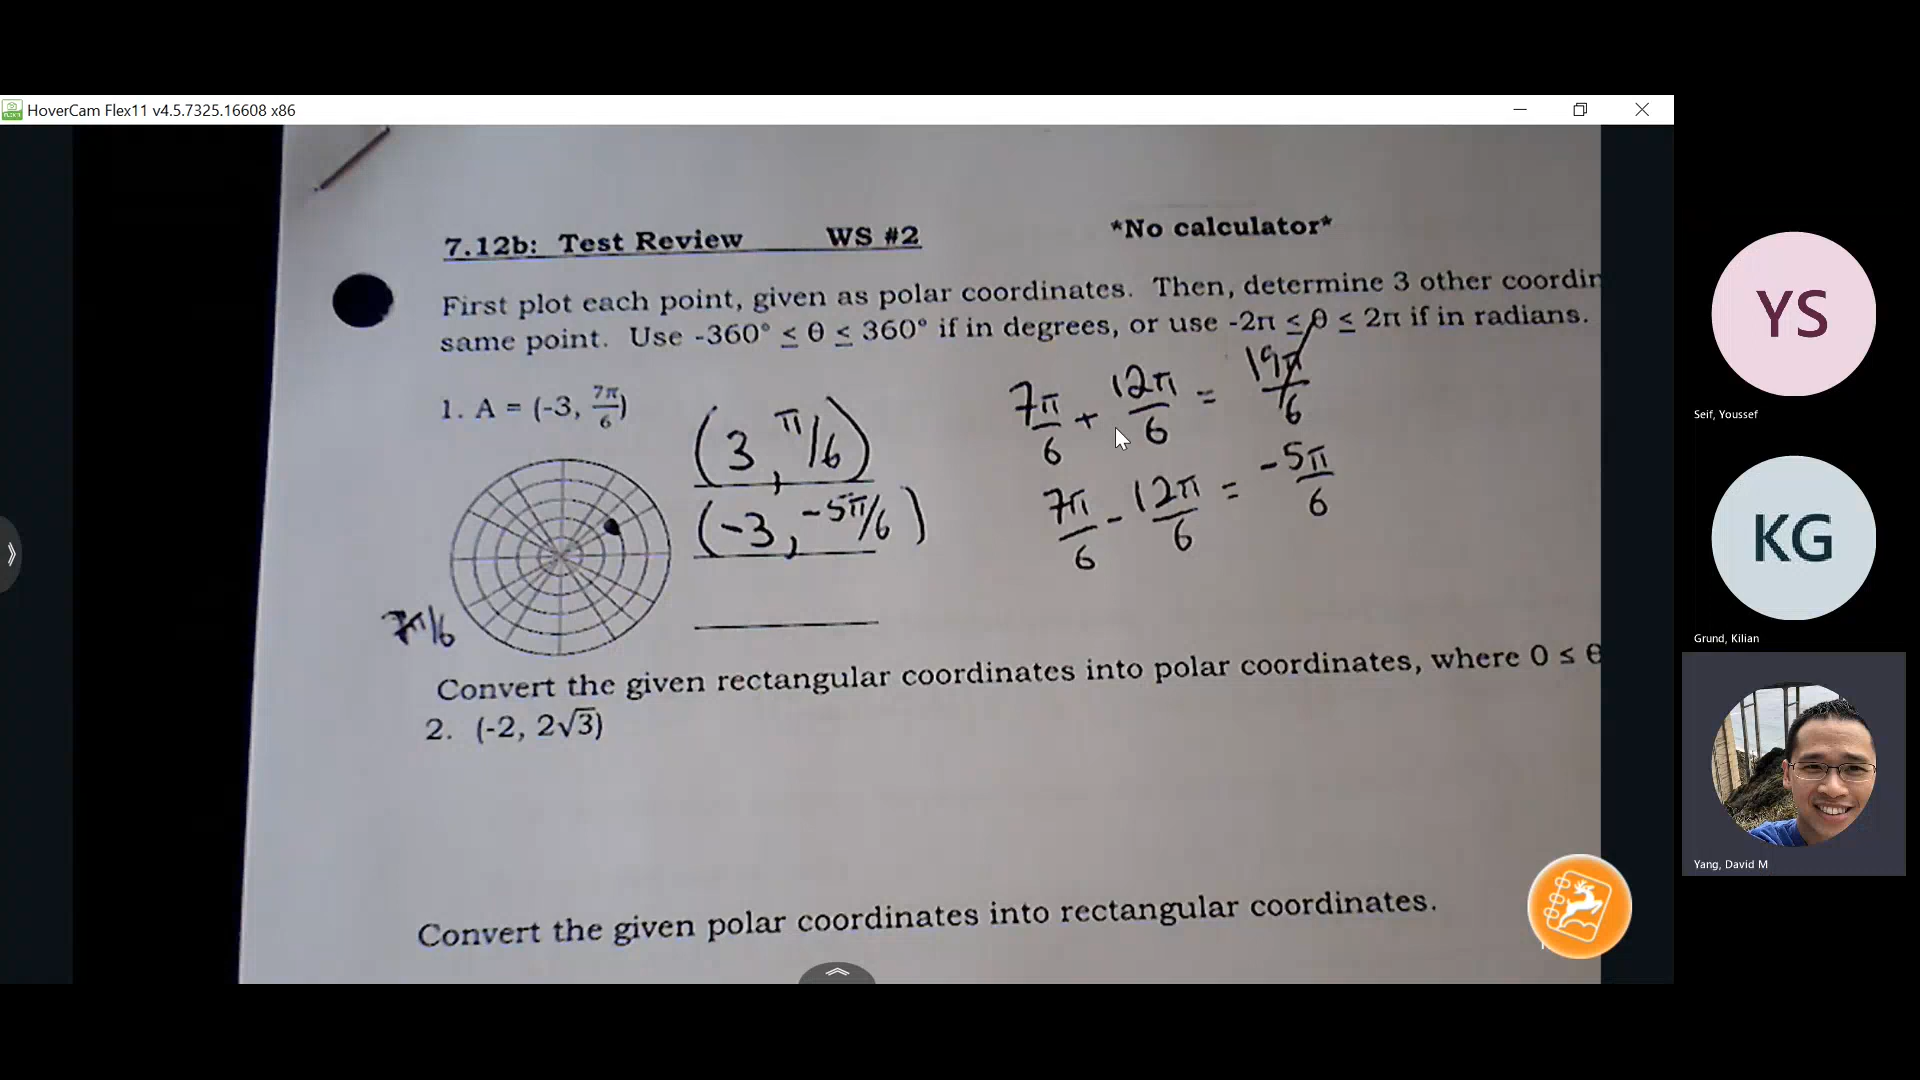 HoverCam Flex11 v4.5.7325.16608 x86
7.12b: Test Review WS #2 *No calculator*
First plot each point, given as polar coordinates. Then, determine 3 other coordin
same point. Use -360° ≤ θ ≤ 360° if in degrees, or use -2π ≤ θ ≤ 2π if in radians.
1. A = (-3, 7π/6)
(3, π/6)
(-3, -5π/6)
7π/6 + 12π/6 = 19π/6
7π/6 - 12π/6 = -5π/6
7π/6
Convert the given rectangular coordinates into polar coordinates, where 0 ≤ θ
2. (-2, 2√3)
Convert the given polar coordinates into rectangular coordinates.
YS
Seif, Youssef
KG
Grund, Kilian
Yang, David M